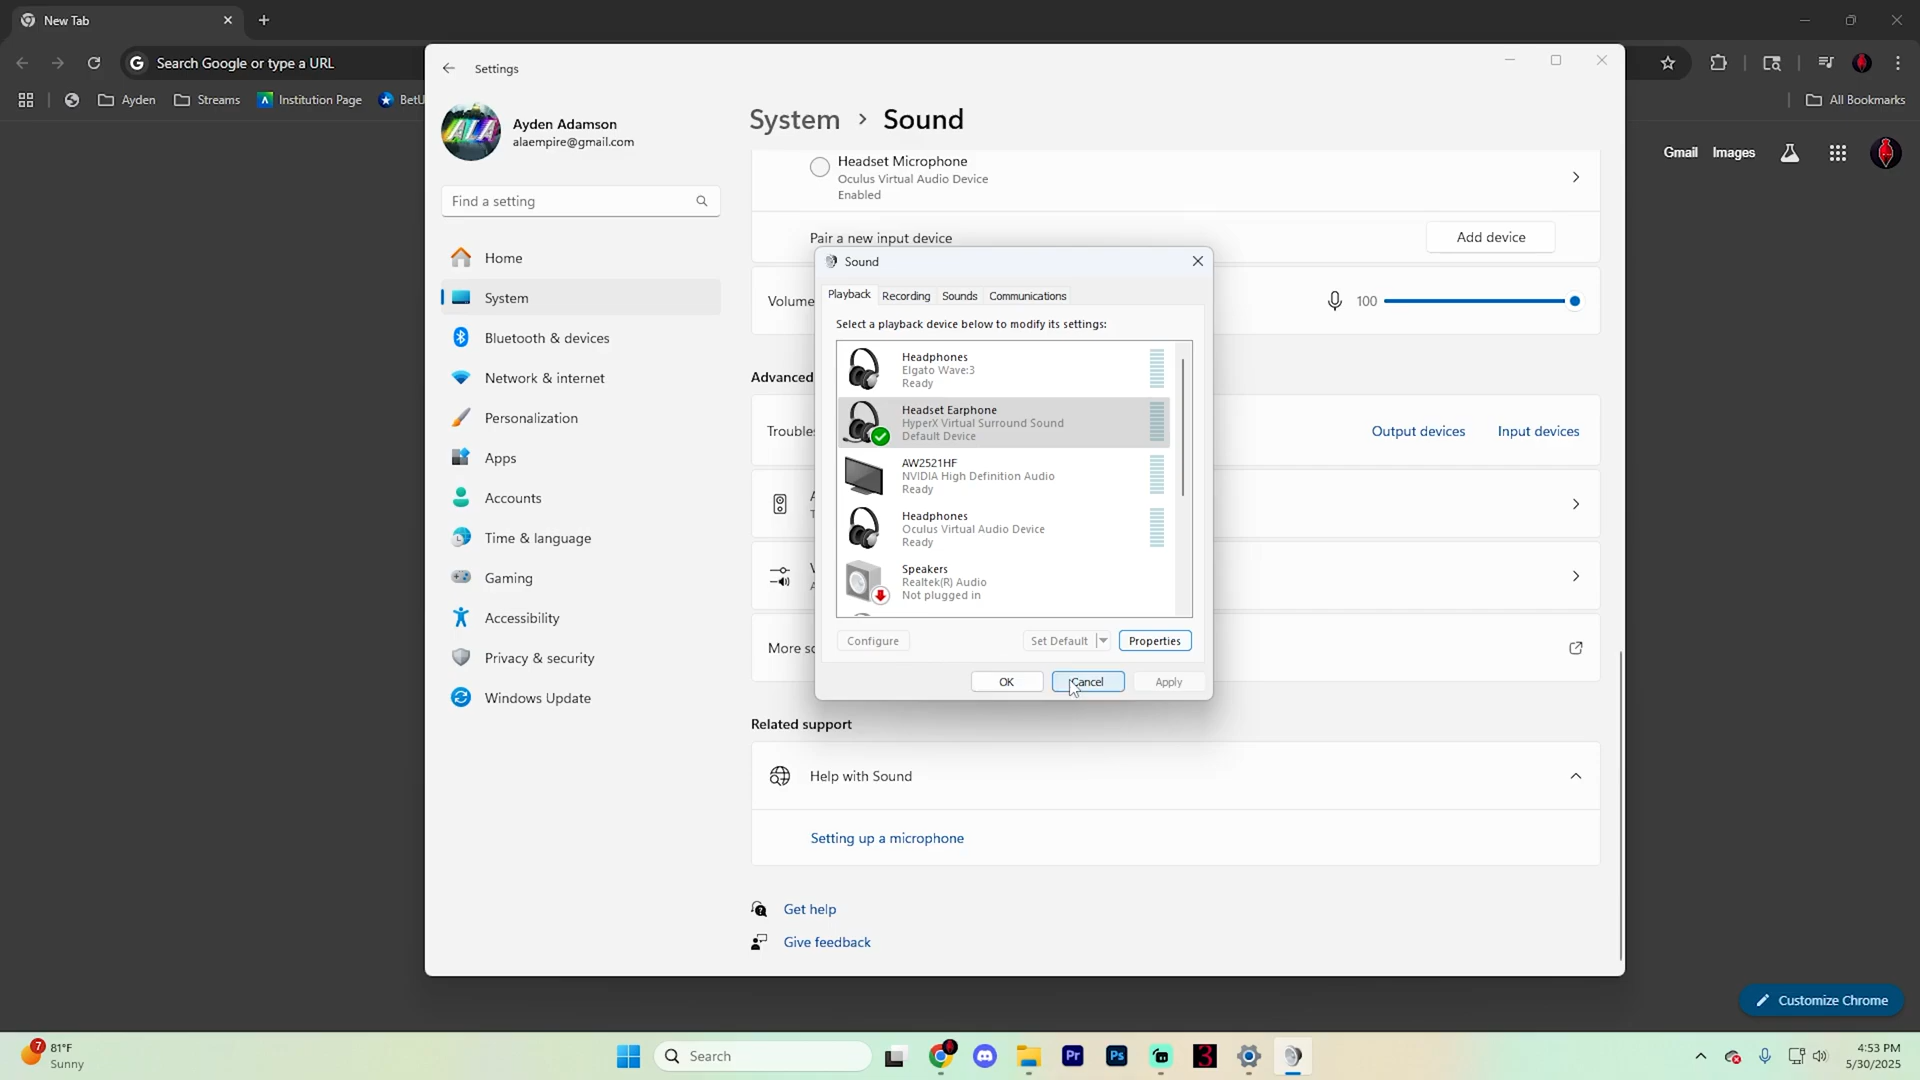 New Tab
Search Google or type a URL
Ayden
Streams
Institution Page
All Bookmarks
Gmail
Images
Settings
Ayden Adamson
alaempire@gmail.com
Find a setting
Home
System
Bluetooth & devices
Network & internet
Personalization
Apps
Accounts
Time & language
Gaming
Accessibility
Privacy & security
Windows Update
System > Sound
Headset Microphone
Oculus Virtual Audio Device
Enabled
Pair a new input device
Add device
Volume
100
Advanced
Output devices
Input devices
Related support
Help with Sound
Setting up a microphone
Get help
Give feedback
Sound
Playback
Recording
Sounds
Communications
Select a playback device below to modify its settings:
Headphones
Elgato Wave:3
Ready
Headset Earphone
HyperX Virtual Surround Sound
Default Device
AW2521HF
NVIDIA High Definition Audio
Ready
Headphones
Oculus Virtual Audio Device
Ready
Speakers
Realtek(R) Audio
Not plugged in
Configure
Set Default
Properties
OK
Cancel
Apply
Customize Chrome
7
81°F
Sunny
Search
Pr
Ps
3
4:53 PM
5/30/2025